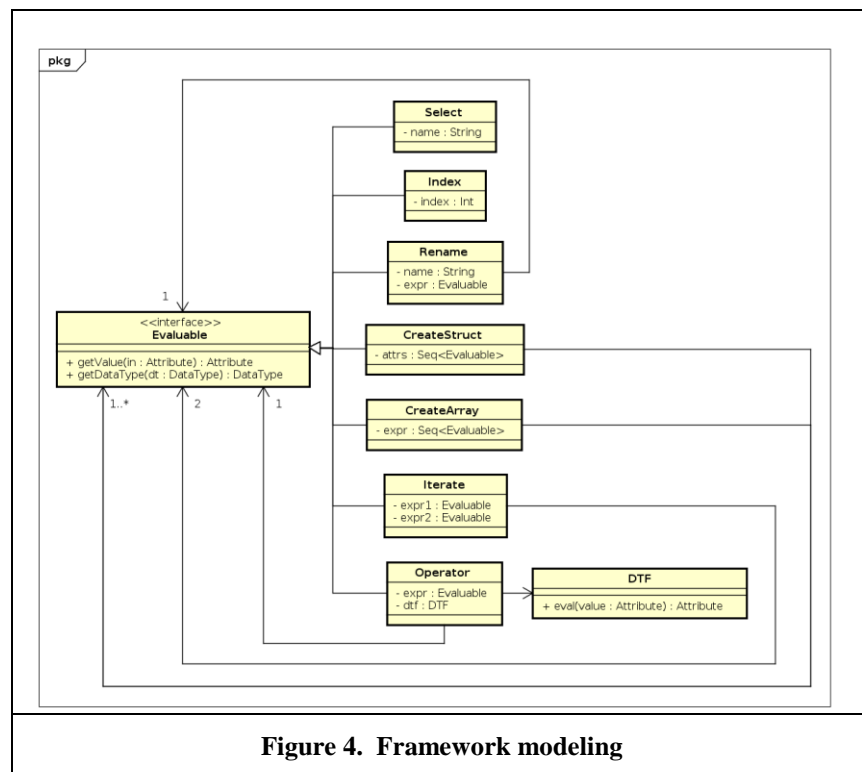 pkg
Select
- name : String
Index
- index : Int
Rename
- name : String
- expr : Evaluable
1
<<interface>>
Evaluable
+ getValue(in : Attribute) : Attribute
+ getDataType(dt : DataType) : DataType
CreateStruct
- attrs : Seq<Evaluable>
1..*
2
1
CreateArray
- expr : Seq<Evaluable>
Iterate
- expr1 : Evaluable
- expr2 : Evaluable
Operator
- expr : Evaluable
- dtf : DTF
DTF
+ eval(value : Attribute) : Attribute
Figure 4. Framework modeling